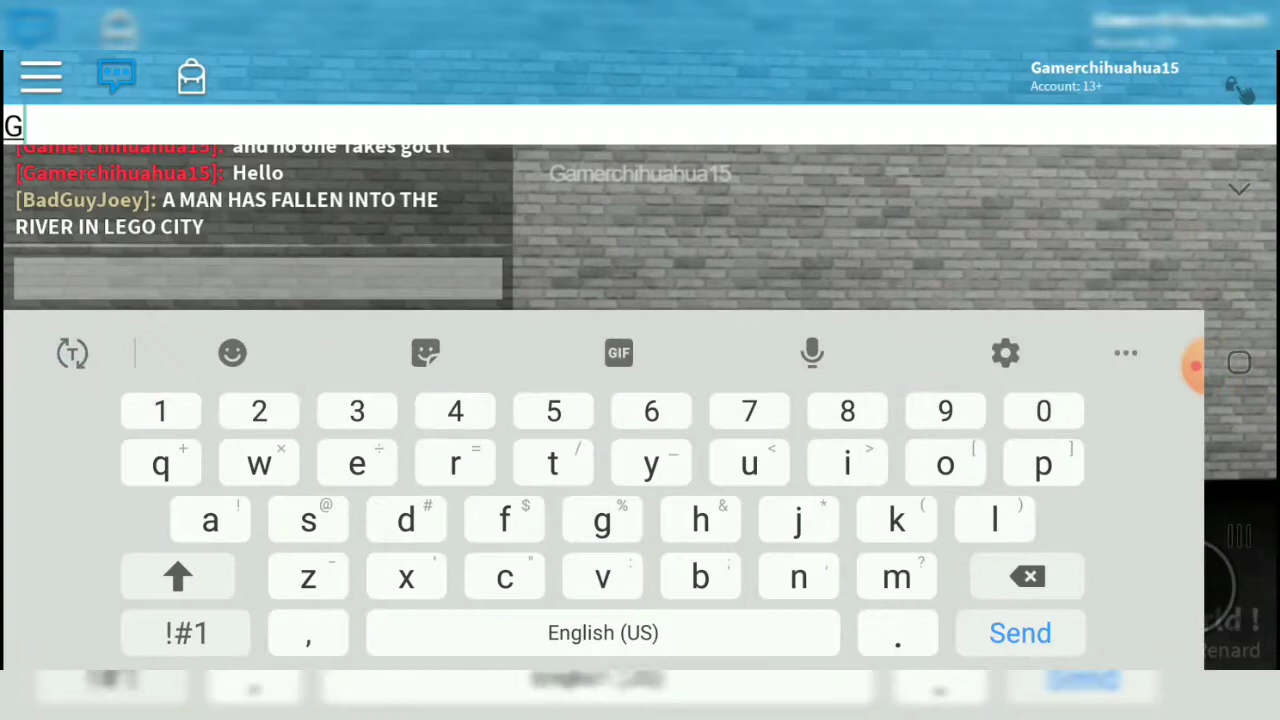 Gamerchihuahua15
Account: 13+
G
[Gamerchihuahua15]: and no one Takes got it
[Gamerchihuahua15]: Hello
[BadGuyJoey]: A MAN HAS FALLEN INTO THE
RIVER IN LEGO CITY
Gamerchihuahua15
T
GIF
1 2 3 4 5 6 7 8 9 0
q + w × e ÷ r = t / y _ u < i > o [ p ]
a ! s @ d # f $ g % h & j * k ( l )
z - x ' c " v : b ; n , m ?
!#1 , English (US) . Send